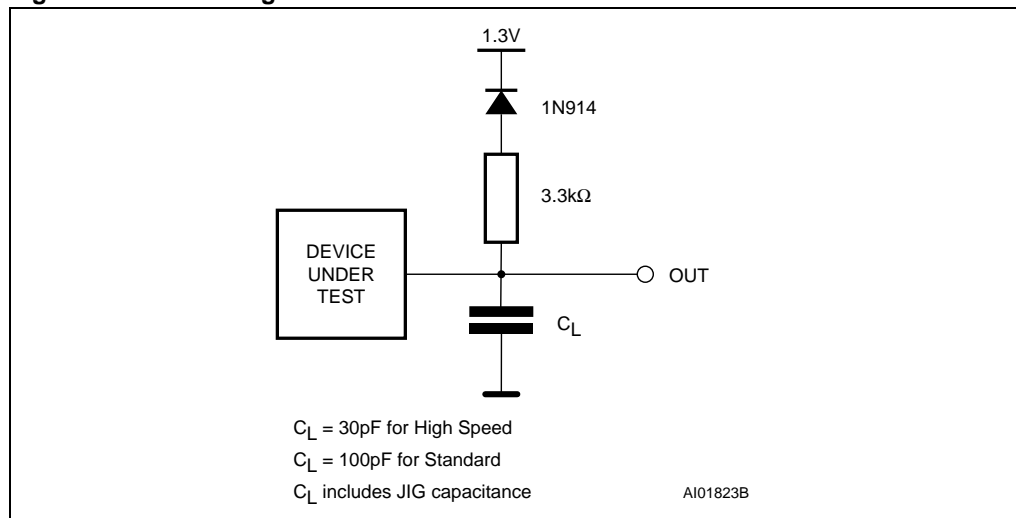 1.3V
1N914
3.3kΩ
DEVICE
UNDER
TEST
OUT
CL
CL = 30pF for High Speed
CL = 100pF for Standard
CL includes JIG capacitance
AI01823B